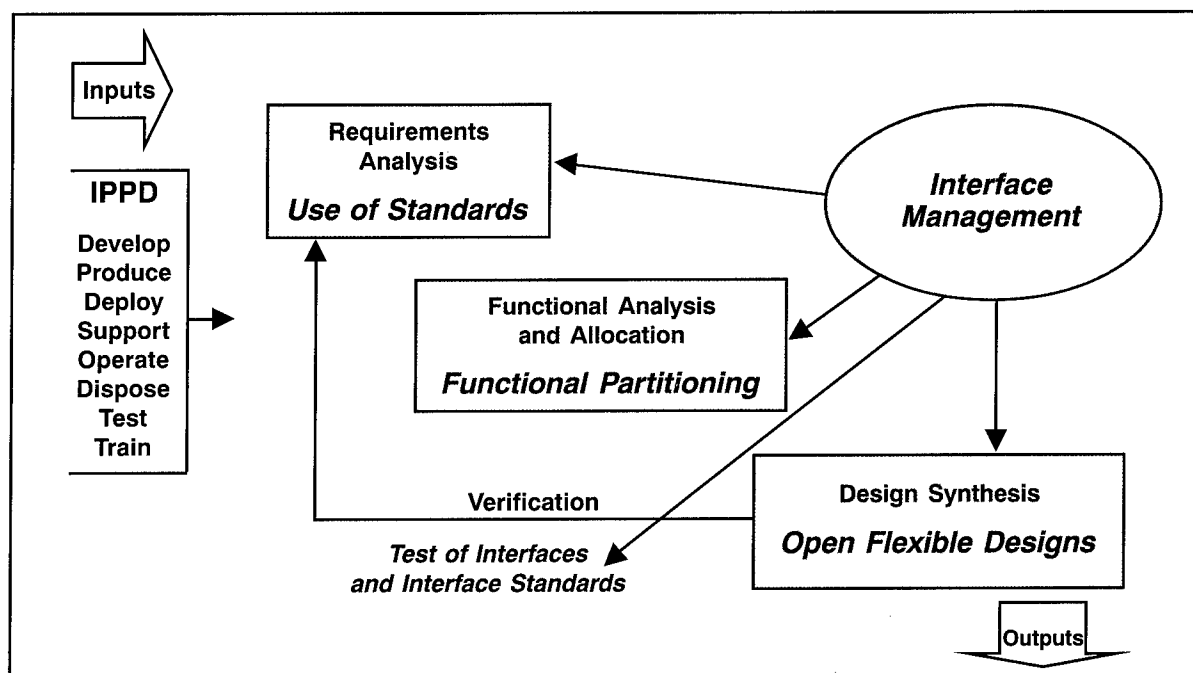 Inputs
IPPD
Develop
Produce
Deploy
Support
Operate
Dispose
Test
Train
Requirements
Analysis
Use of Standards
Interface
Management
Functional Analysis
and Allocation
Functional Partitioning
Verification
Test of Interfaces
and Interface Standards
Design Synthesis
Open Flexible Designs
Outputs